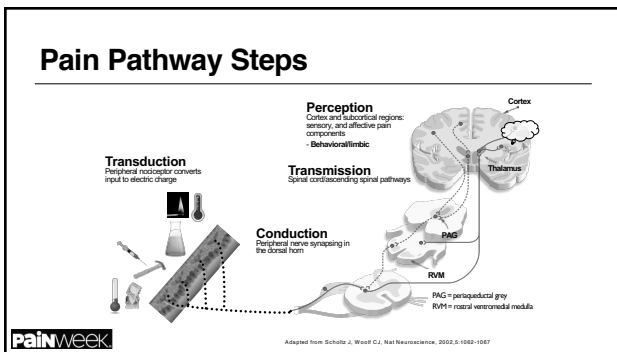 Pain Pathway Steps
Perception
Cortex and subcortical regions:
sensory, and affective pain
components
- Behavioral/limbic
Cortex
Thalamus
Transduction
Peripheral nociceptor converts
input to electric charge
Transmission
Spinal cord/ascending spinal pathways
Conduction
Peripheral nerve synapsing in
the dorsal horn
PAG
RVM
PAG = periaqueductal grey
RVM = rostral ventromedial medulla
PAINWEEK.
Adapted from Scholtz J, Woolf CJ, Nat Neuroscience, 2002,5:1062-1067